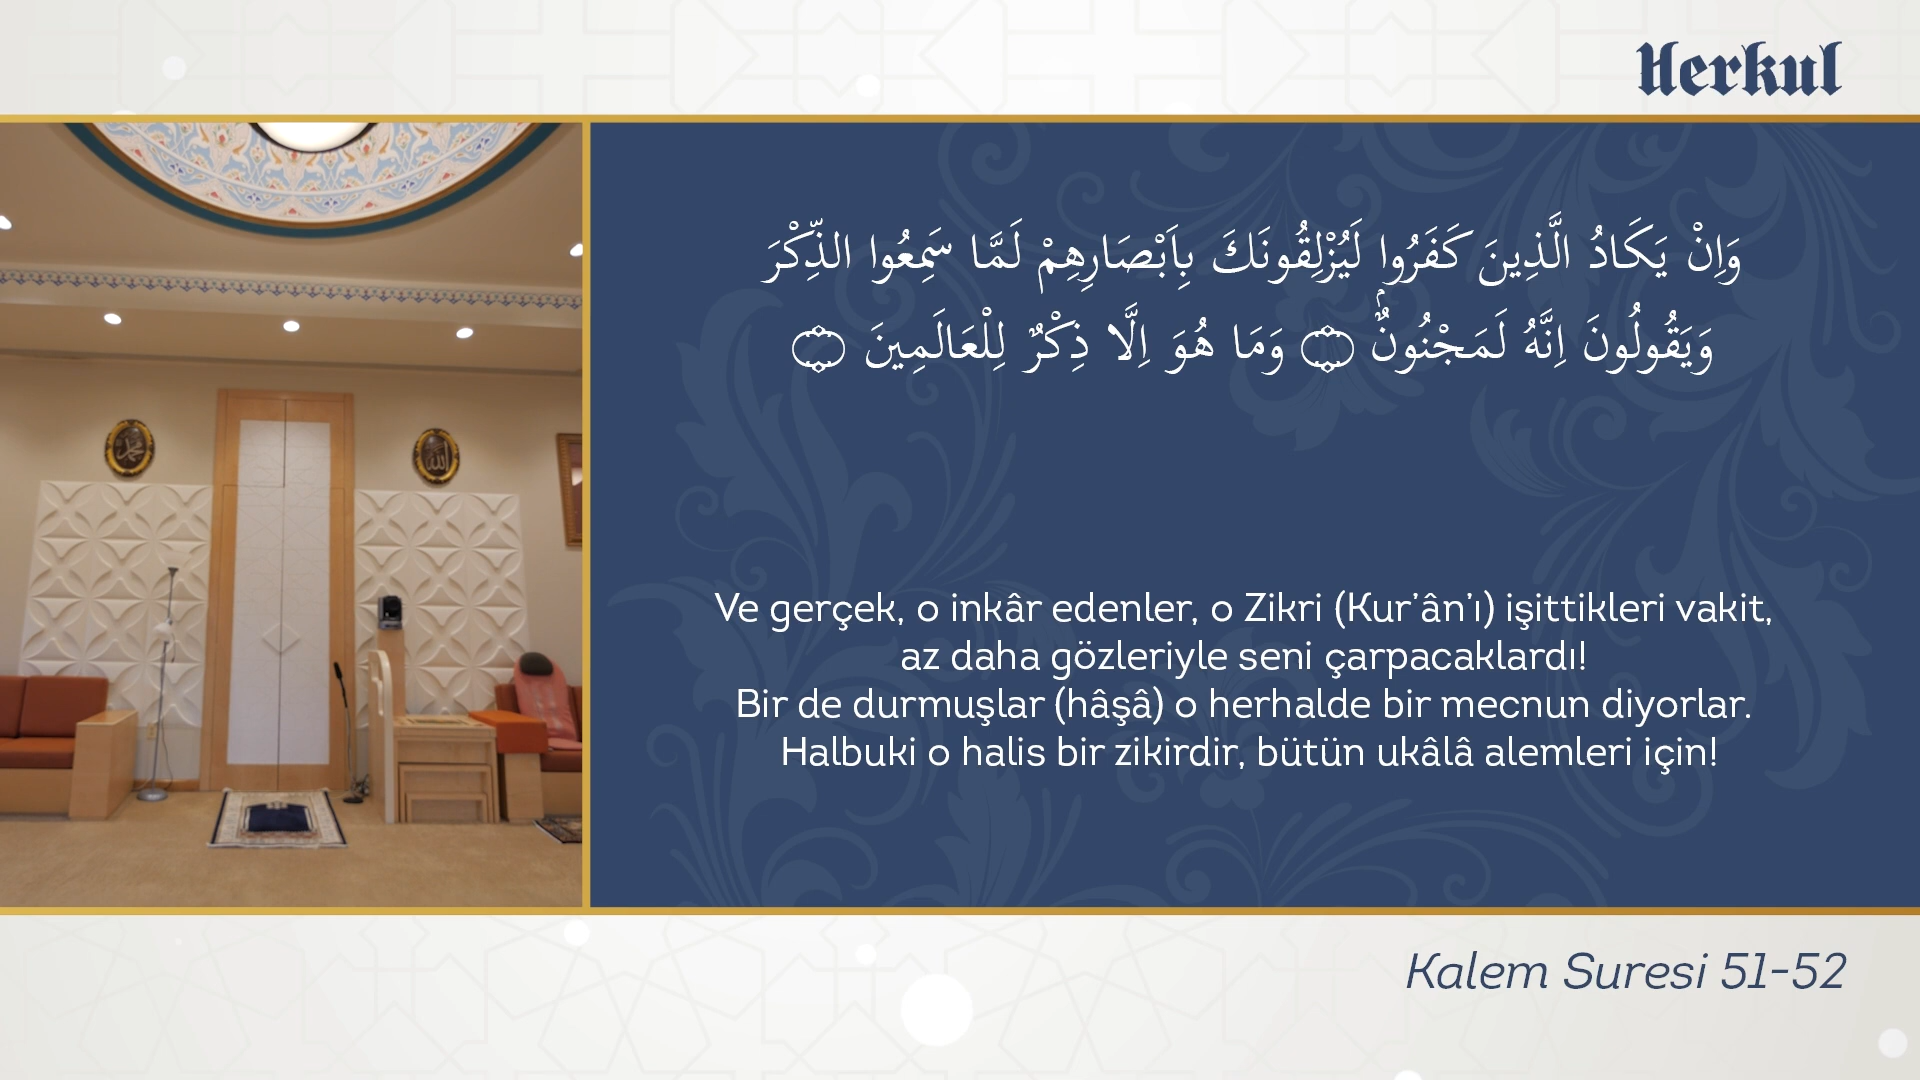 Herkul
وَاِنْ يَكَادُ الَّذِينَ كَفَرُوا لَيُزْلِقُونَكَ بِاَبْصَارِهِمْ لَمَّا سَمِعُوا الذِّكْرَ
وَيَقُولُونَ اِنَّهُ لَمَجْنُونٌۢ ۝ وَمَا هُوَ اِلَّا ذِكْرٌ لِلْعَالَمِينَ ۝
محمد
الله
Ve gerçek, o inkâr edenler, o Zikri (Kur’ân’ı) işittikleri vakit,
az daha gözleriyle seni çarpacaklardı!
Bir de durmuşlar (hâşâ) o herhalde bir mecnun diyorlar.
Halbuki o halis bir zikirdir, bütün ukâlâ alemleri için!
Kalem Suresi 51-52